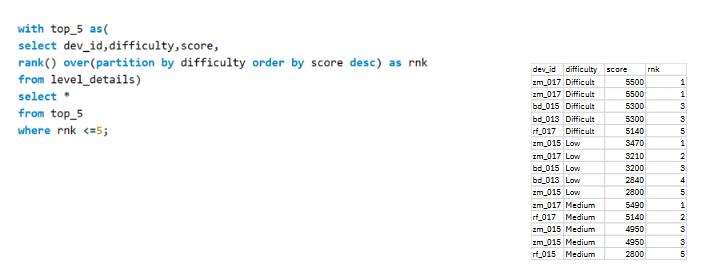 with top_5 as(
select dev_id,difficulty,score,
rank() over(partition by difficulty order by score desc) as rnk
from level_details)
select *
from top_5
where rnk <=5;
dev_id difficulty score rnk
zm_017 Difficult 5500 1
zm_017 Difficult 5500 1
bd_015 Difficult 5300 3
bd_013 Difficult 5300 3
rf_017 Difficult 5140 5
zm_015 Low 3470 1
zm_017 Low 3210 2
bd_015 Low 3200 3
bd_013 Low 2840 4
zm_015 Low 2800 5
zm_017 Medium 5490 1
rf_017 Medium 5140 2
zm_015 Medium 4950 3
zm_015 Medium 4950 3
rf_015 Medium 2800 5